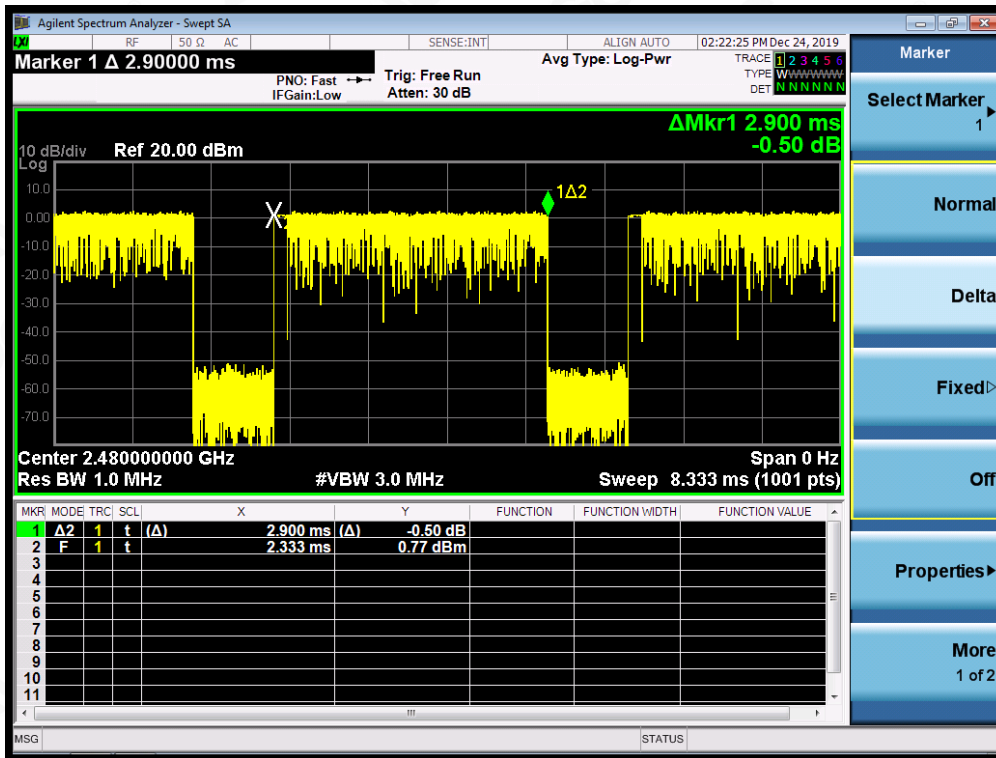 Agilent Spectrum Analyzer - Swept SA
LXI RF 50 Ω AC SENSE:INT ALIGN AUTO 02:22:25 PM Dec 24, 2019
Marker 1 Δ 2.90000 ms
PNO: Fast
IFGain:Low
Trig: Free Run
Atten: 30 dB
Avg Type: Log-Pwr
TRACE 1 2 3 4 5 6
TYPE WWWWWW
DET N N N N N N
ΔMkr1 2.900 ms
-0.50 dB
10 dB/div Ref 20.00 dBm
Log
10.0
0.00
-10.0
-20.0
-30.0
-40.0
-50.0
-60.0
-70.0
1Δ2
Center 2.480000000 GHz Span 0 Hz
Res BW 1.0 MHz #VBW 3.0 MHz Sweep 8.333 ms (1001 pts)
MKR MODE TRC SCL X Y FUNCTION FUNCTION WIDTH FUNCTION VALUE
1 Δ2 1 t (Δ) 2.900 ms (Δ) -0.50 dB
2 F 1 t 2.333 ms 0.77 dBm
3
4
5
6
7
8
9
10
11
MSG STATUS
Marker
Select Marker
1
Normal
Delta
Fixed
Off
Properties
More
1 of 2